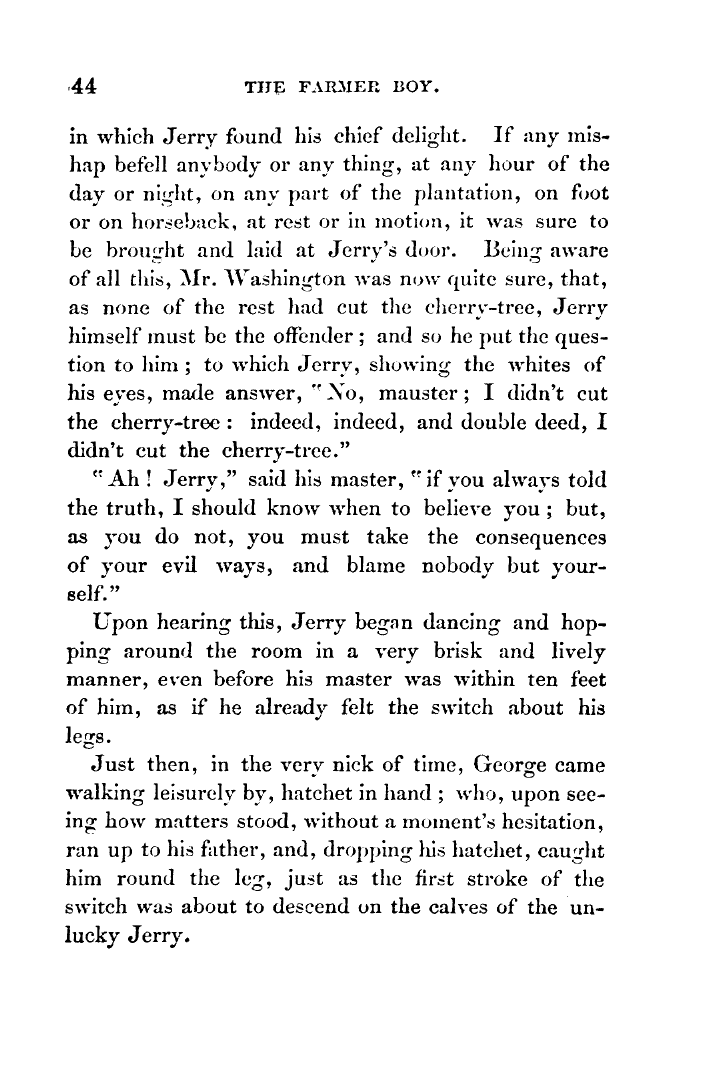 44 THE FARMER BOY.
in which Jerry found his chief delight. If any mis-
hap befell anybody or any thing, at any hour of the
day or night, on any part of the plantation, on foot
or on horseback, at rest or in motion, it was sure to
be brought and laid at Jerry's door. Being aware
of all this, Mr. Washington was now quite sure, that,
as none of the rest had cut the cherry-tree, Jerry
himself must be the offender; and so he put the ques-
tion to him; to which Jerry, showing the whites of
his eyes, made answer, "No, mauster; I didn't cut
the cherry-tree: indeed, indeed, and double deed, I
didn't cut the cherry-tree."
"Ah! Jerry," said his master, "if you always told
the truth, I should know when to believe you; but,
as you do not, you must take the consequences
of your evil ways, and blame nobody but your-
self."
Upon hearing this, Jerry began dancing and hop-
ping around the room in a very brisk and lively
manner, even before his master was within ten feet
of him, as if he already felt the switch about his
legs.
Just then, in the very nick of time, George came
walking leisurely by, hatchet in hand; who, upon see-
ing how matters stood, without a moment's hesitation,
ran up to his father, and, dropping his hatchet, caught
him round the leg, just as the first stroke of the
switch was about to descend on the calves of the un-
lucky Jerry.